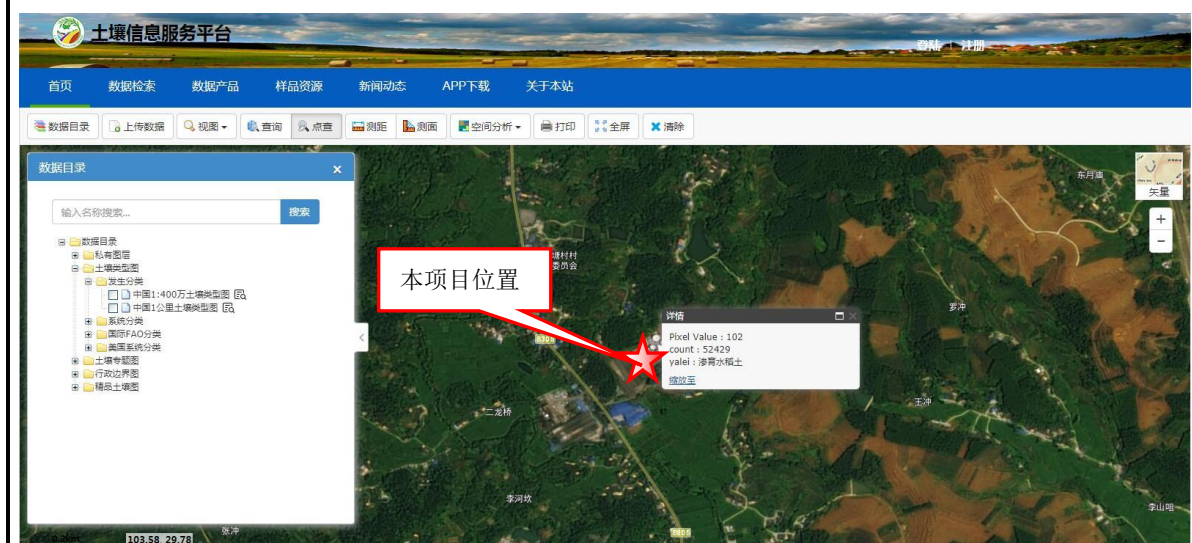 土壤信息服务平台
登陆 | 注册
首页 数据检索 数据产品 样品资源 新闻动态 APP下载 关于本站
数据目录 上传数据 视图 查询 点查 测距 测面 空间分析 打印 全屏 清除
数据目录 ×
输入名称搜索... 搜索
数据目录
私有图层
土壤类型图
发生分类
中国1:400万土壤类型图
中国1公里土壤类型图
系统分类
国际FAO分类
美国系统分类
土壤专题图
行政边界图
精品土壤图
东月庙
矢量
+
-
塘村村
委员会
本项目位置
罗冲
详情
Pixel Value : 102
count : 52429
yalei : 渗育水稻土
缩放至
二龙桥
王冲
李河坎
李山咀
张冲
103.58 29.78